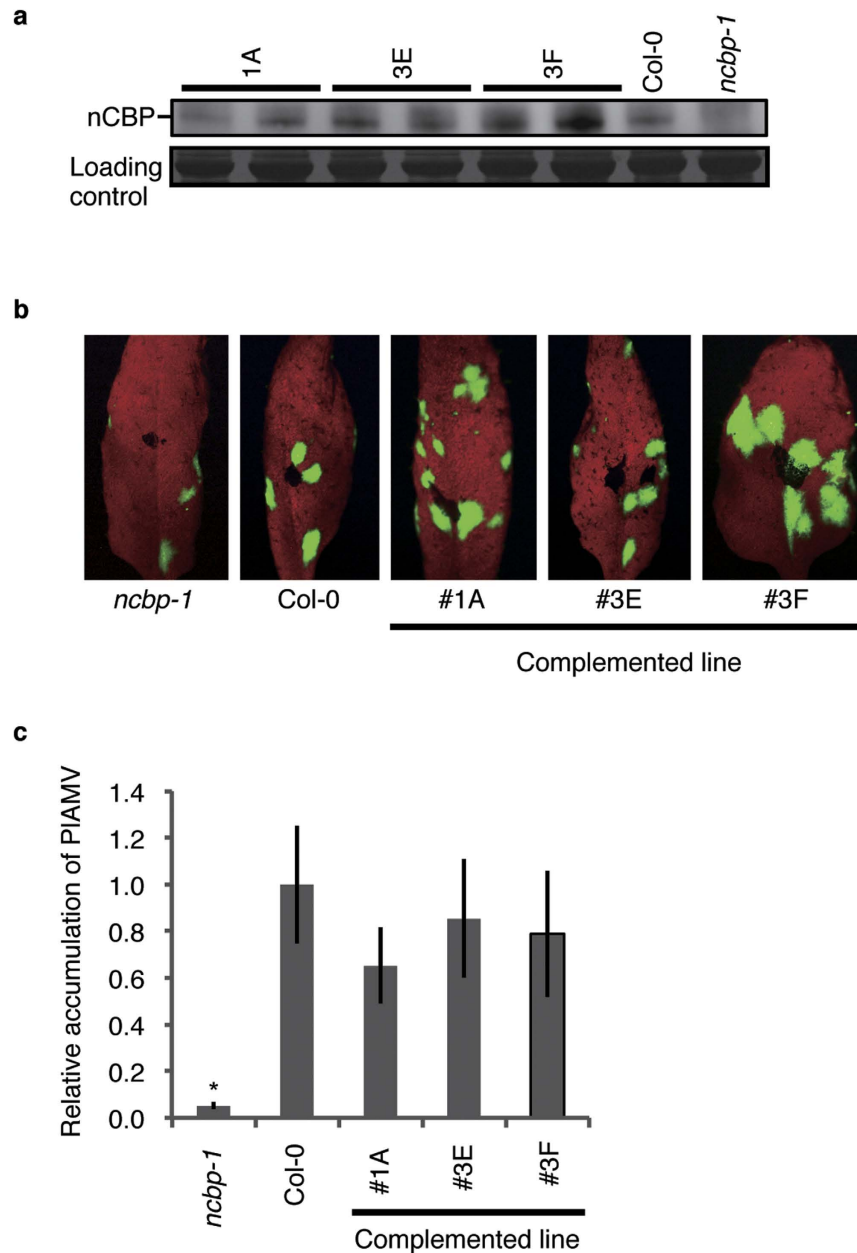 a
1A 3E 3F Col-0 ncbp-1
nCBP
Loading
control
b
ncbp-1 Col-0 #1A #3E #3F
Complemented line
c
Relative accumulation of PlAMV
1.4
1.2
1.0
0.8
0.6
0.4
0.2
0.0
*
ncbp-1 Col-0 #1A #3E #3F
Complemented line